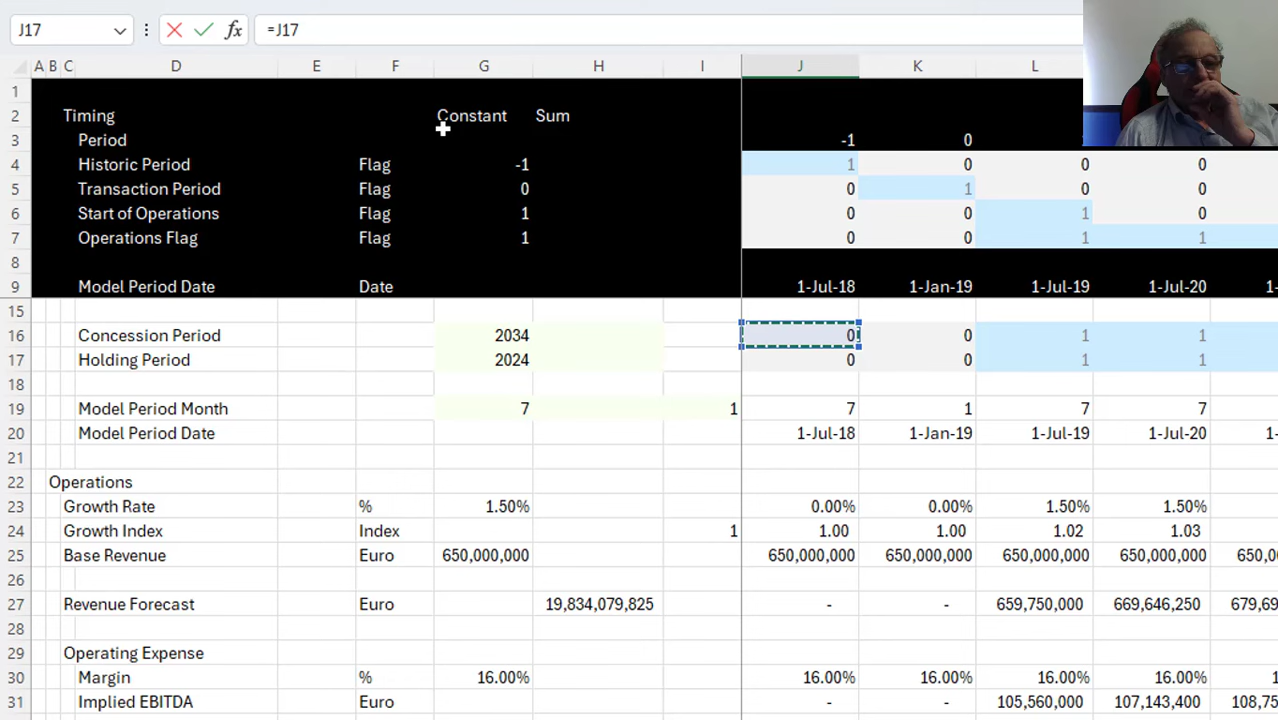 J17 fx =J17
A B C D E F G H I J K L
1
2 Timing Constant Sum
3 Period -1 0
4 Historic Period Flag -1 1 0 0 0
5 Transaction Period Flag 0 0 1 0 0
6 Start of Operations Flag 1 0 0 1 0
7 Operations Flag Flag 1 0 0 1 1
8
9 Model Period Date Date 1-Jul-18 1-Jan-19 1-Jul-19 1-Jul-20 1-
15
16 Concession Period 2034 0 0 1 1
17 Holding Period 2024 0 0 1 1
18
19 Model Period Month 7 1 7 1 7 7
20 Model Period Date 1-Jul-18 1-Jan-19 1-Jul-19 1-Jul-20 1-
21
22 Operations
23 Growth Rate % 1.50% 0.00% 0.00% 1.50% 1.50%
24 Growth Index Index 1 1.00 1.00 1.02 1.03
25 Base Revenue Euro 650,000,000 650,000,000 650,000,000 650,000,000 650,000,000 650,0
26
27 Revenue Forecast Euro 19,834,079,825 - - 659,750,000 669,646,250 679,69
28
29 Operating Expense
30 Margin % 16.00% 16.00% 16.00% 16.00% 16.00% 1
31 Implied EBITDA Euro - - 105,560,000 107,143,400 108,75